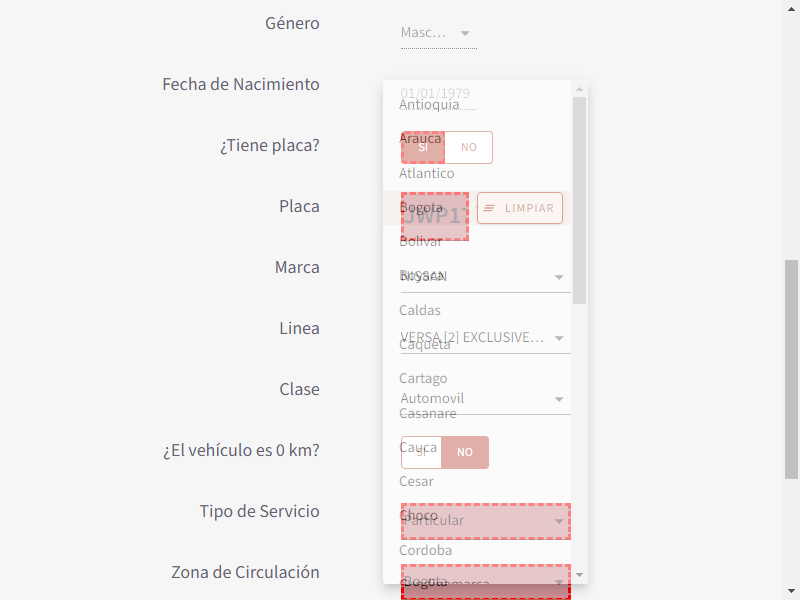 Género
Masc...
Fecha de Nacimiento
01/01/1979
Antioquia
¿Tiene placa?
Arauca
SI
NO
Atlantico
Placa
Bogota
JWP1
LIMPIAR
Bolivar
Marca
Boyaca
NISSAN
Caldas
Linea
VERSA [2] EXCLUSIVE...
Caqueta
Cartago
Clase
Automovil
Casanare
¿El vehículo es 0 km?
Cauca
SI
NO
Cesar
Tipo de Servicio
Choco
Particular
Cordoba
Zona de Circulación
Bogota
Cundinamarca